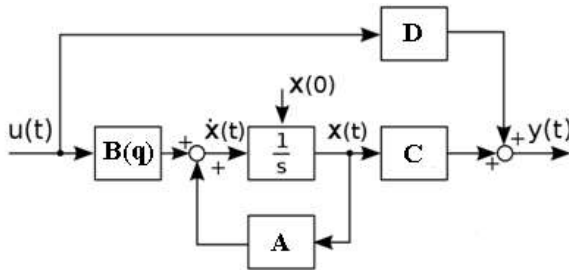 D
x(0)
u(t)
B(q)
+
+
ẋ(t)
1
s
x(t)
C
+
+
y(t)
A